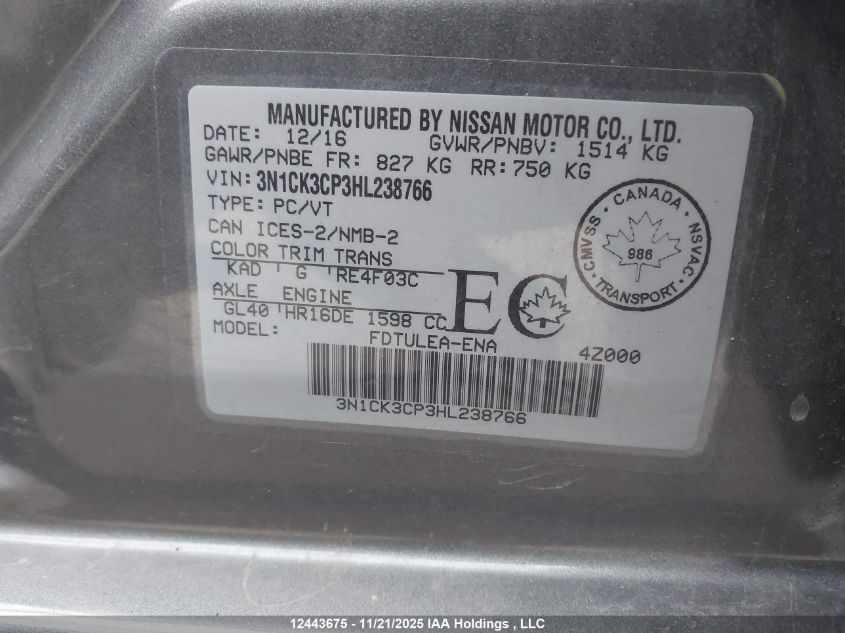 MANUFACTURED BY NISSAN MOTOR CO., LTD.
DATE: 12/16 GVWR/PNBV: 1514 KG
GAWR/PNBE FR: 827 KG RR: 750 KG
VIN: 3N1CK3CP3HL238766
TYPE: PC/VT
CAN ICES-2/NMB-2
COLOR TRIM TRANS
KAD G RE4F03C
AXLE ENGINE
GL40 HR16DE 1598 CC
MODEL: FDTULEA-ENA 4Z000
EC
CANADA
CMVSS · NSVAC
986
TRANSPORT
3N1CK3CP3HL238766
12443675 - 11/21/2025 IAA Holdings , LLC